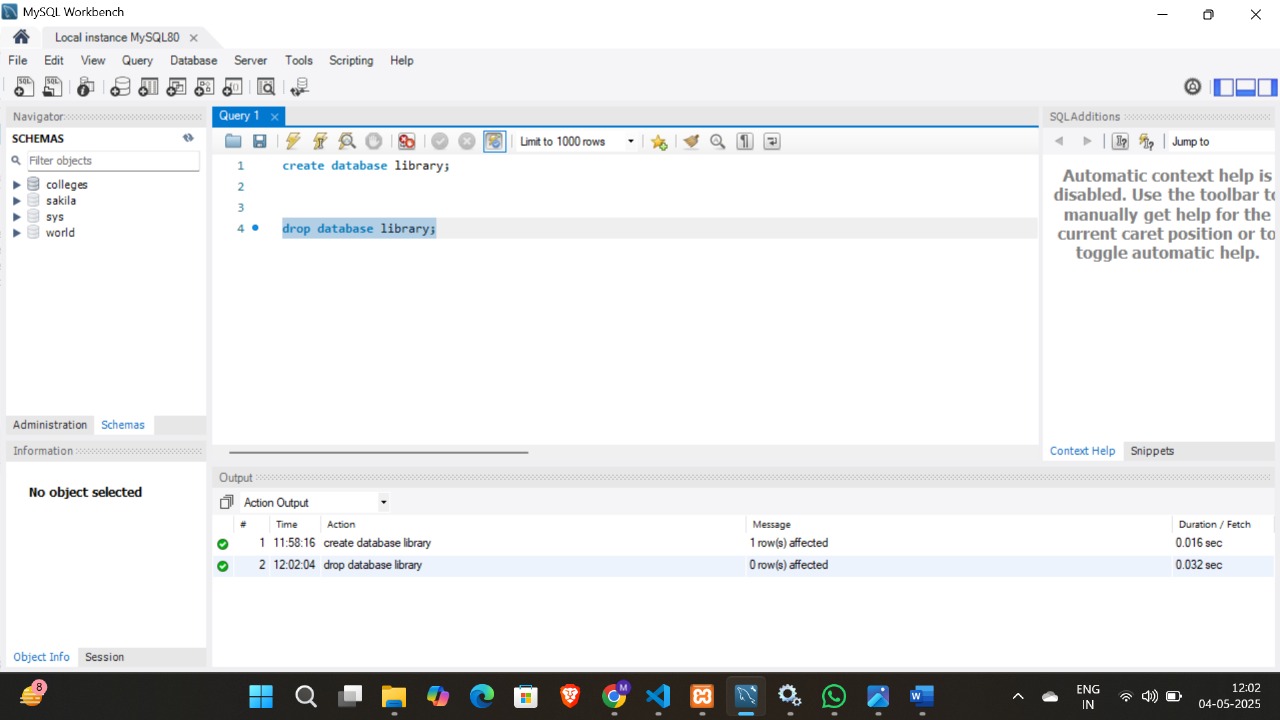 MySQL Workbench
Local instance MySQL80
File Edit View Query Database Server Tools Scripting Help
Navigator
SCHEMAS
Filter objects
colleges
sakila
sys
world
Administration Schemas
Information
No object selected
Object Info Session
Query 1
Limit to 1000 rows
1 create database library;
2
3
4 drop database library;
SQLAdditions
Jump to
Automatic context help is
disabled. Use the toolbar to
manually get help for the
current caret position or to
toggle automatic help.
Context Help Snippets
Output
Action Output
# Time Action Message Duration / Fetch
1 11:58:16 create database library 1 row(s) affected 0.016 sec
2 12:02:04 drop database library 0 row(s) affected 0.032 sec
8
M
ENG
IN
12:02
04-05-2025